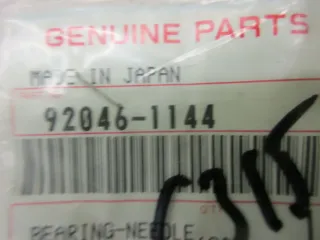 GENUINE PARTS
MADE IN JAPAN
92046-1144
BEARING-NEEDLE,